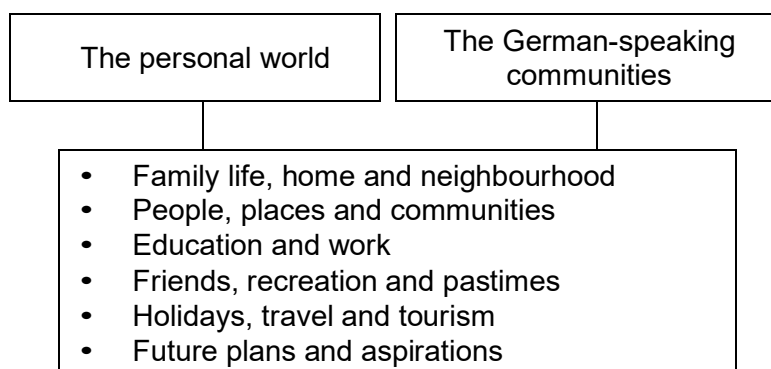 The personal world
The German-speaking
communities
• Family life, home and neighbourhood
• People, places and communities
• Education and work
• Friends, recreation and pastimes
• Holidays, travel and tourism
• Future plans and aspirations